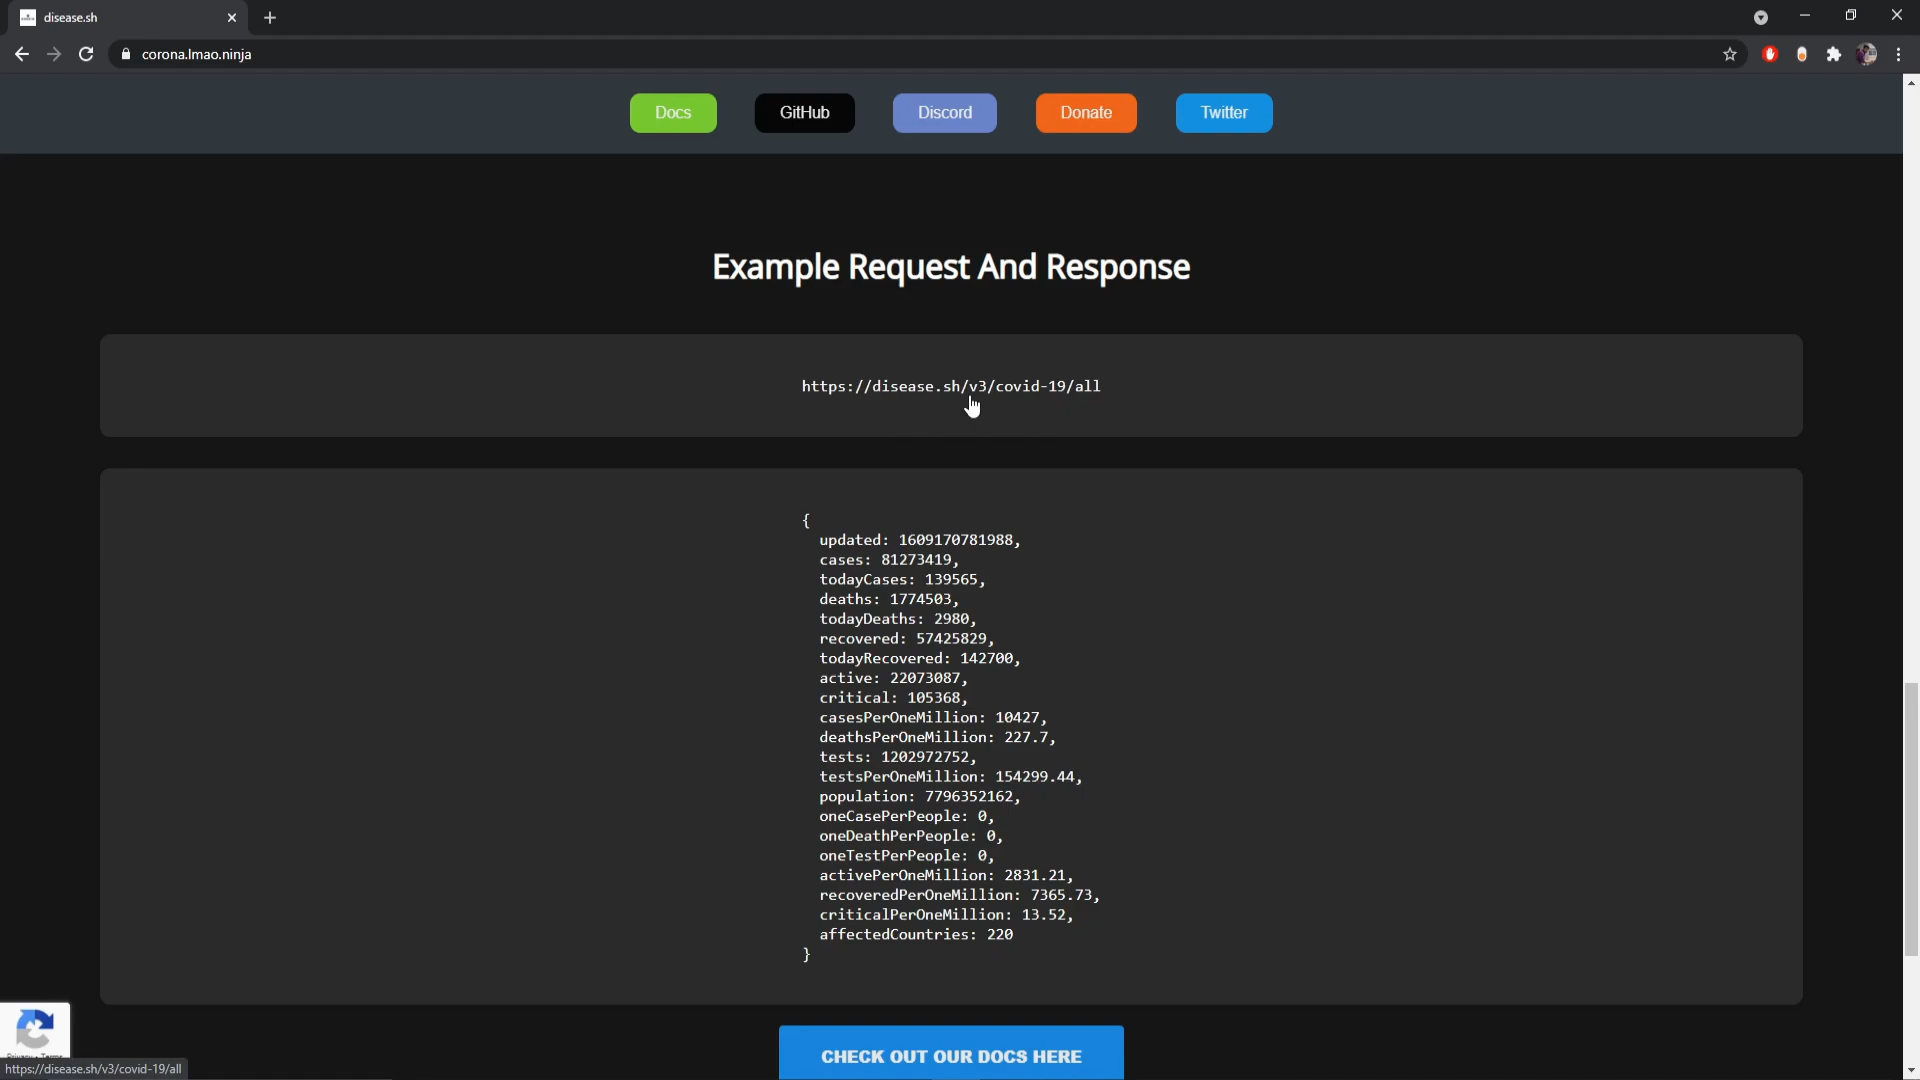 disease.sh
corona.lmao.ninja
Docs GitHub Discord Donate Twitter
Example Request And Response
https://disease.sh/v3/covid-19/all
{
updated: 1609170781988,
cases: 81273419,
todayCases: 139565,
deaths: 1774503,
todayDeaths: 2980,
recovered: 57425829,
todayRecovered: 142700,
active: 22073087,
critical: 105368,
casesPerOneMillion: 10427,
deathsPerOneMillion: 227.7,
tests: 1202972752,
testsPerOneMillion: 154299.44,
population: 7796352162,
oneCasePerPeople: 0,
oneDeathPerPeople: 0,
oneTestPerPeople: 0,
activePerOneMillion: 2831.21,
recoveredPerOneMillion: 7365.73,
criticalPerOneMillion: 13.52,
affectedCountries: 220
}
CHECK OUT OUR DOCS HERE
Privacy - Terms
https://disease.sh/v3/covid-19/all